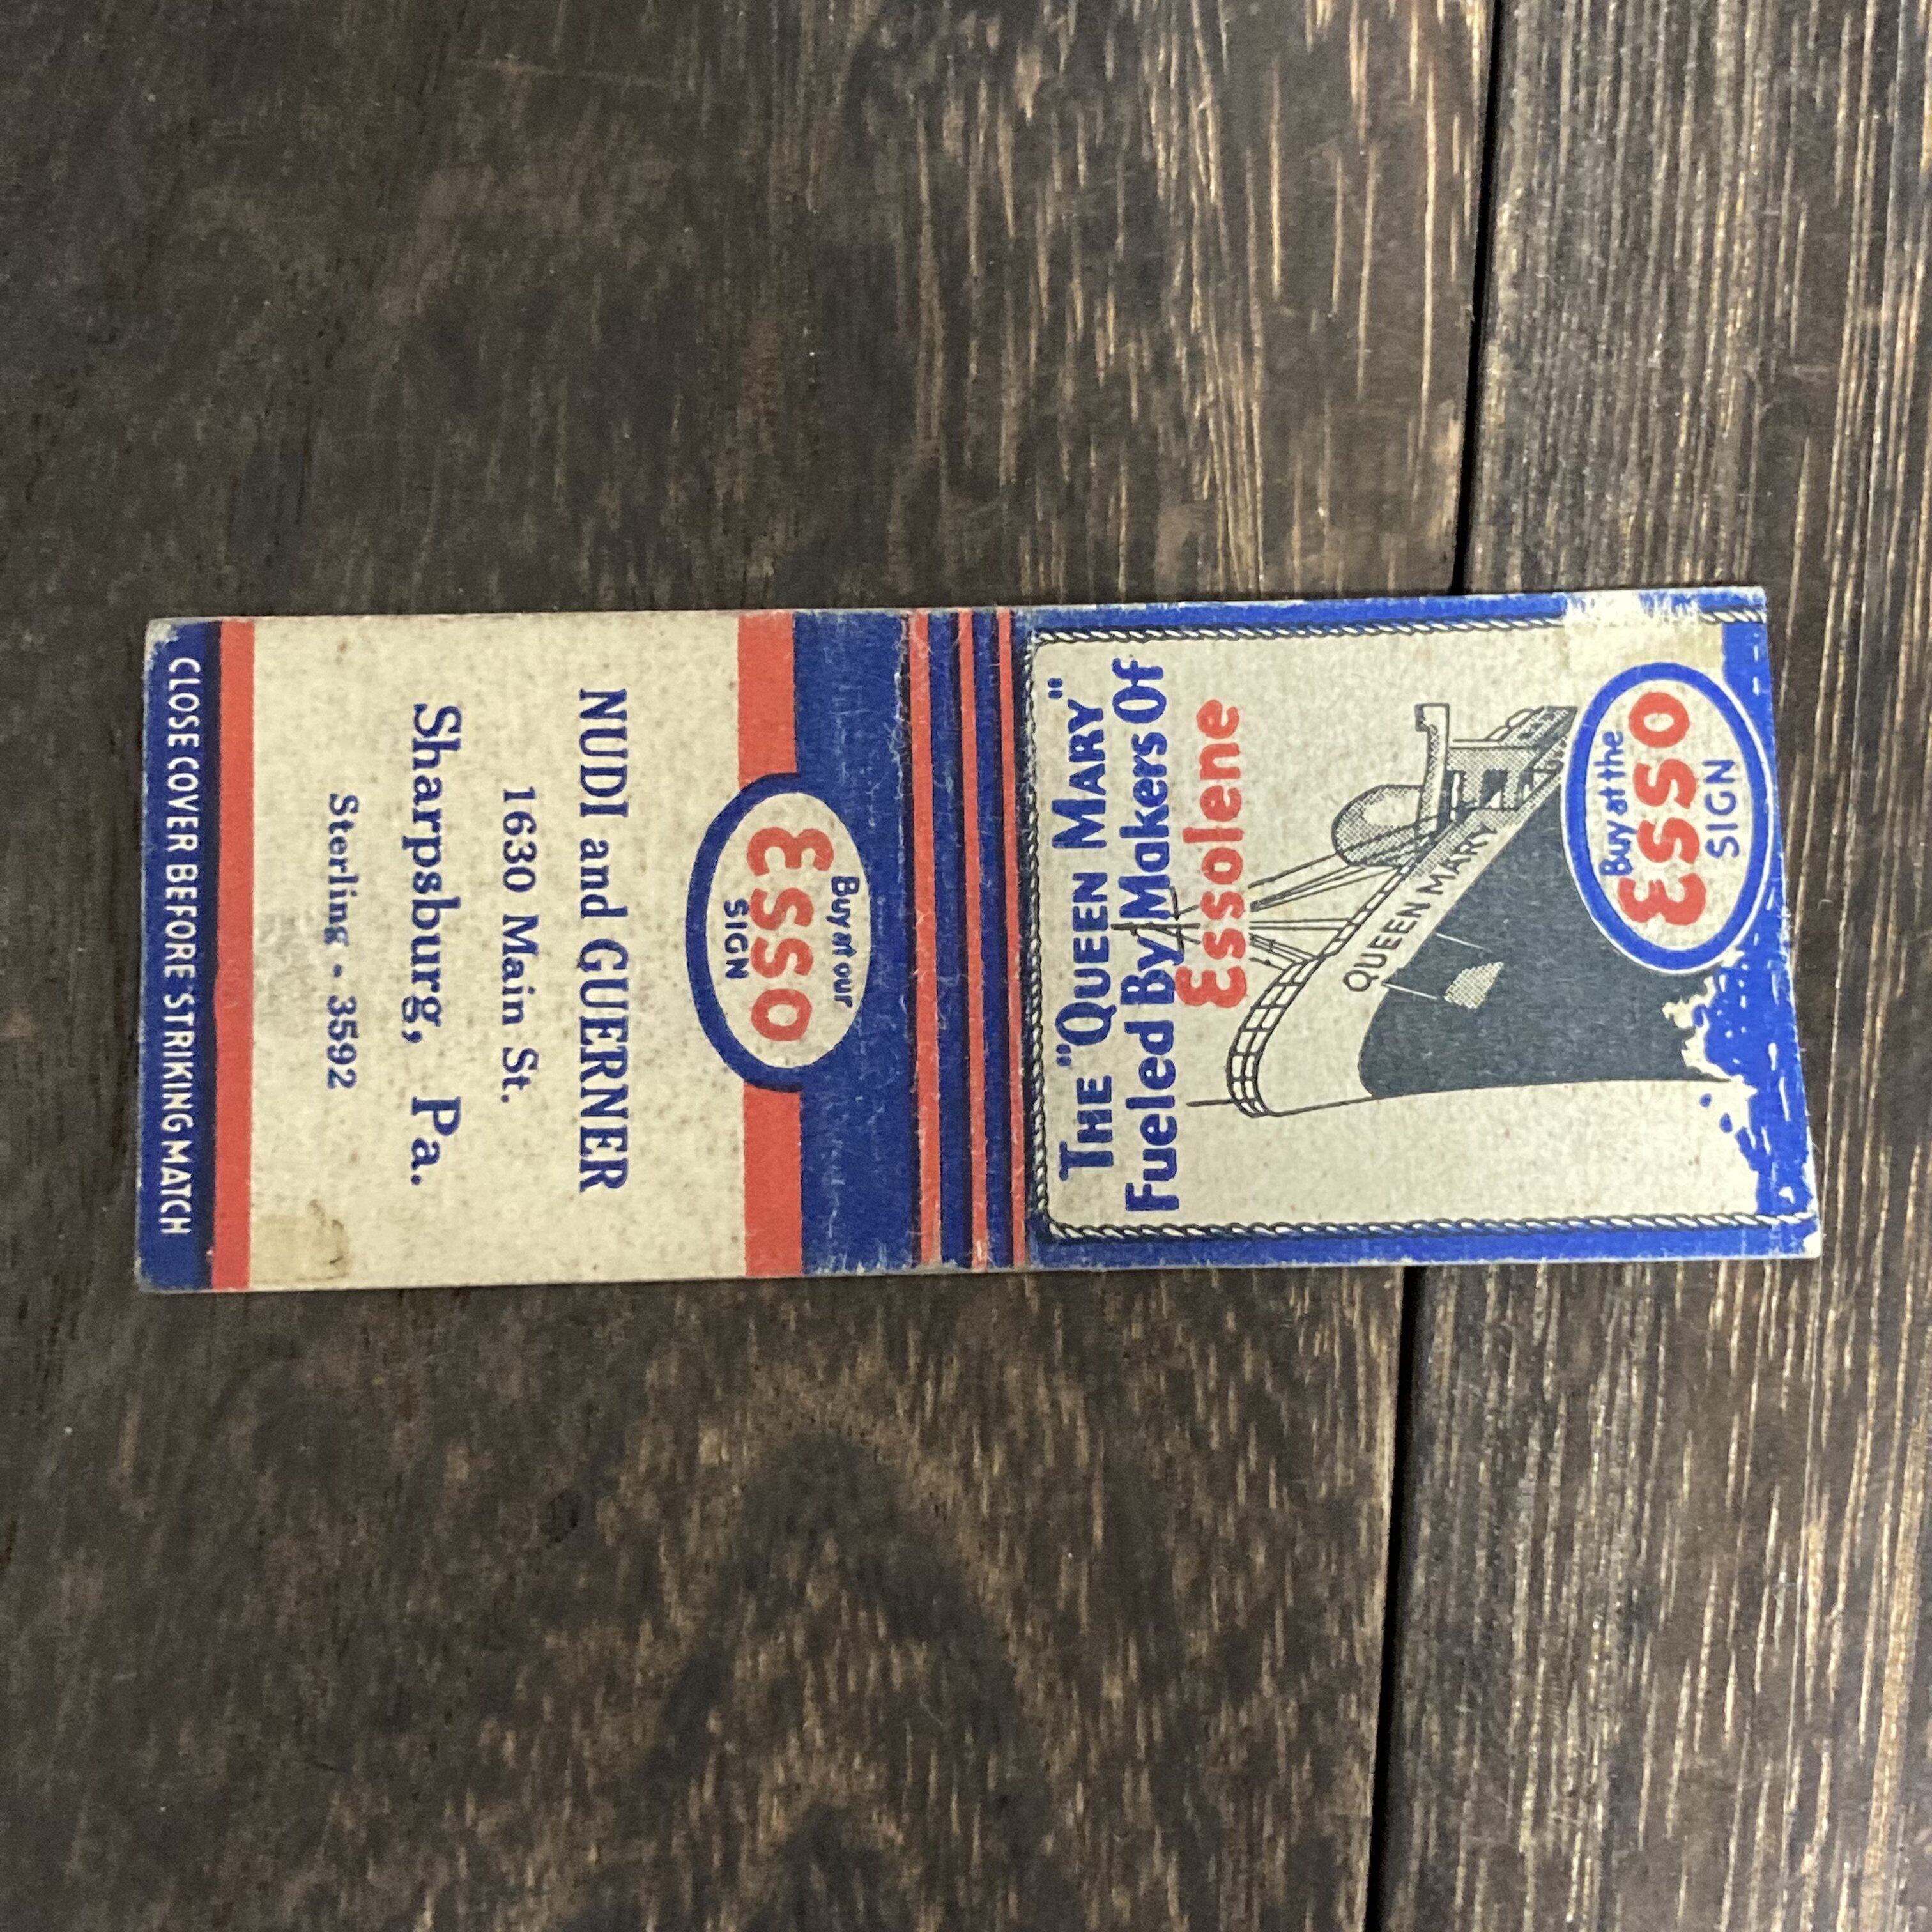 Buy at our
ESSO
SIGN
NUDI and GUERNER
1630 Main St.
Sharpsburg, Pa.
Sterling - 3592
CLOSE COVER BEFORE STRIKING MATCH
THE "QUEEN MARY"
Fueled By Makers Of
Essolene
QUEEN MARY
Buy at the
ESSO
SIGN